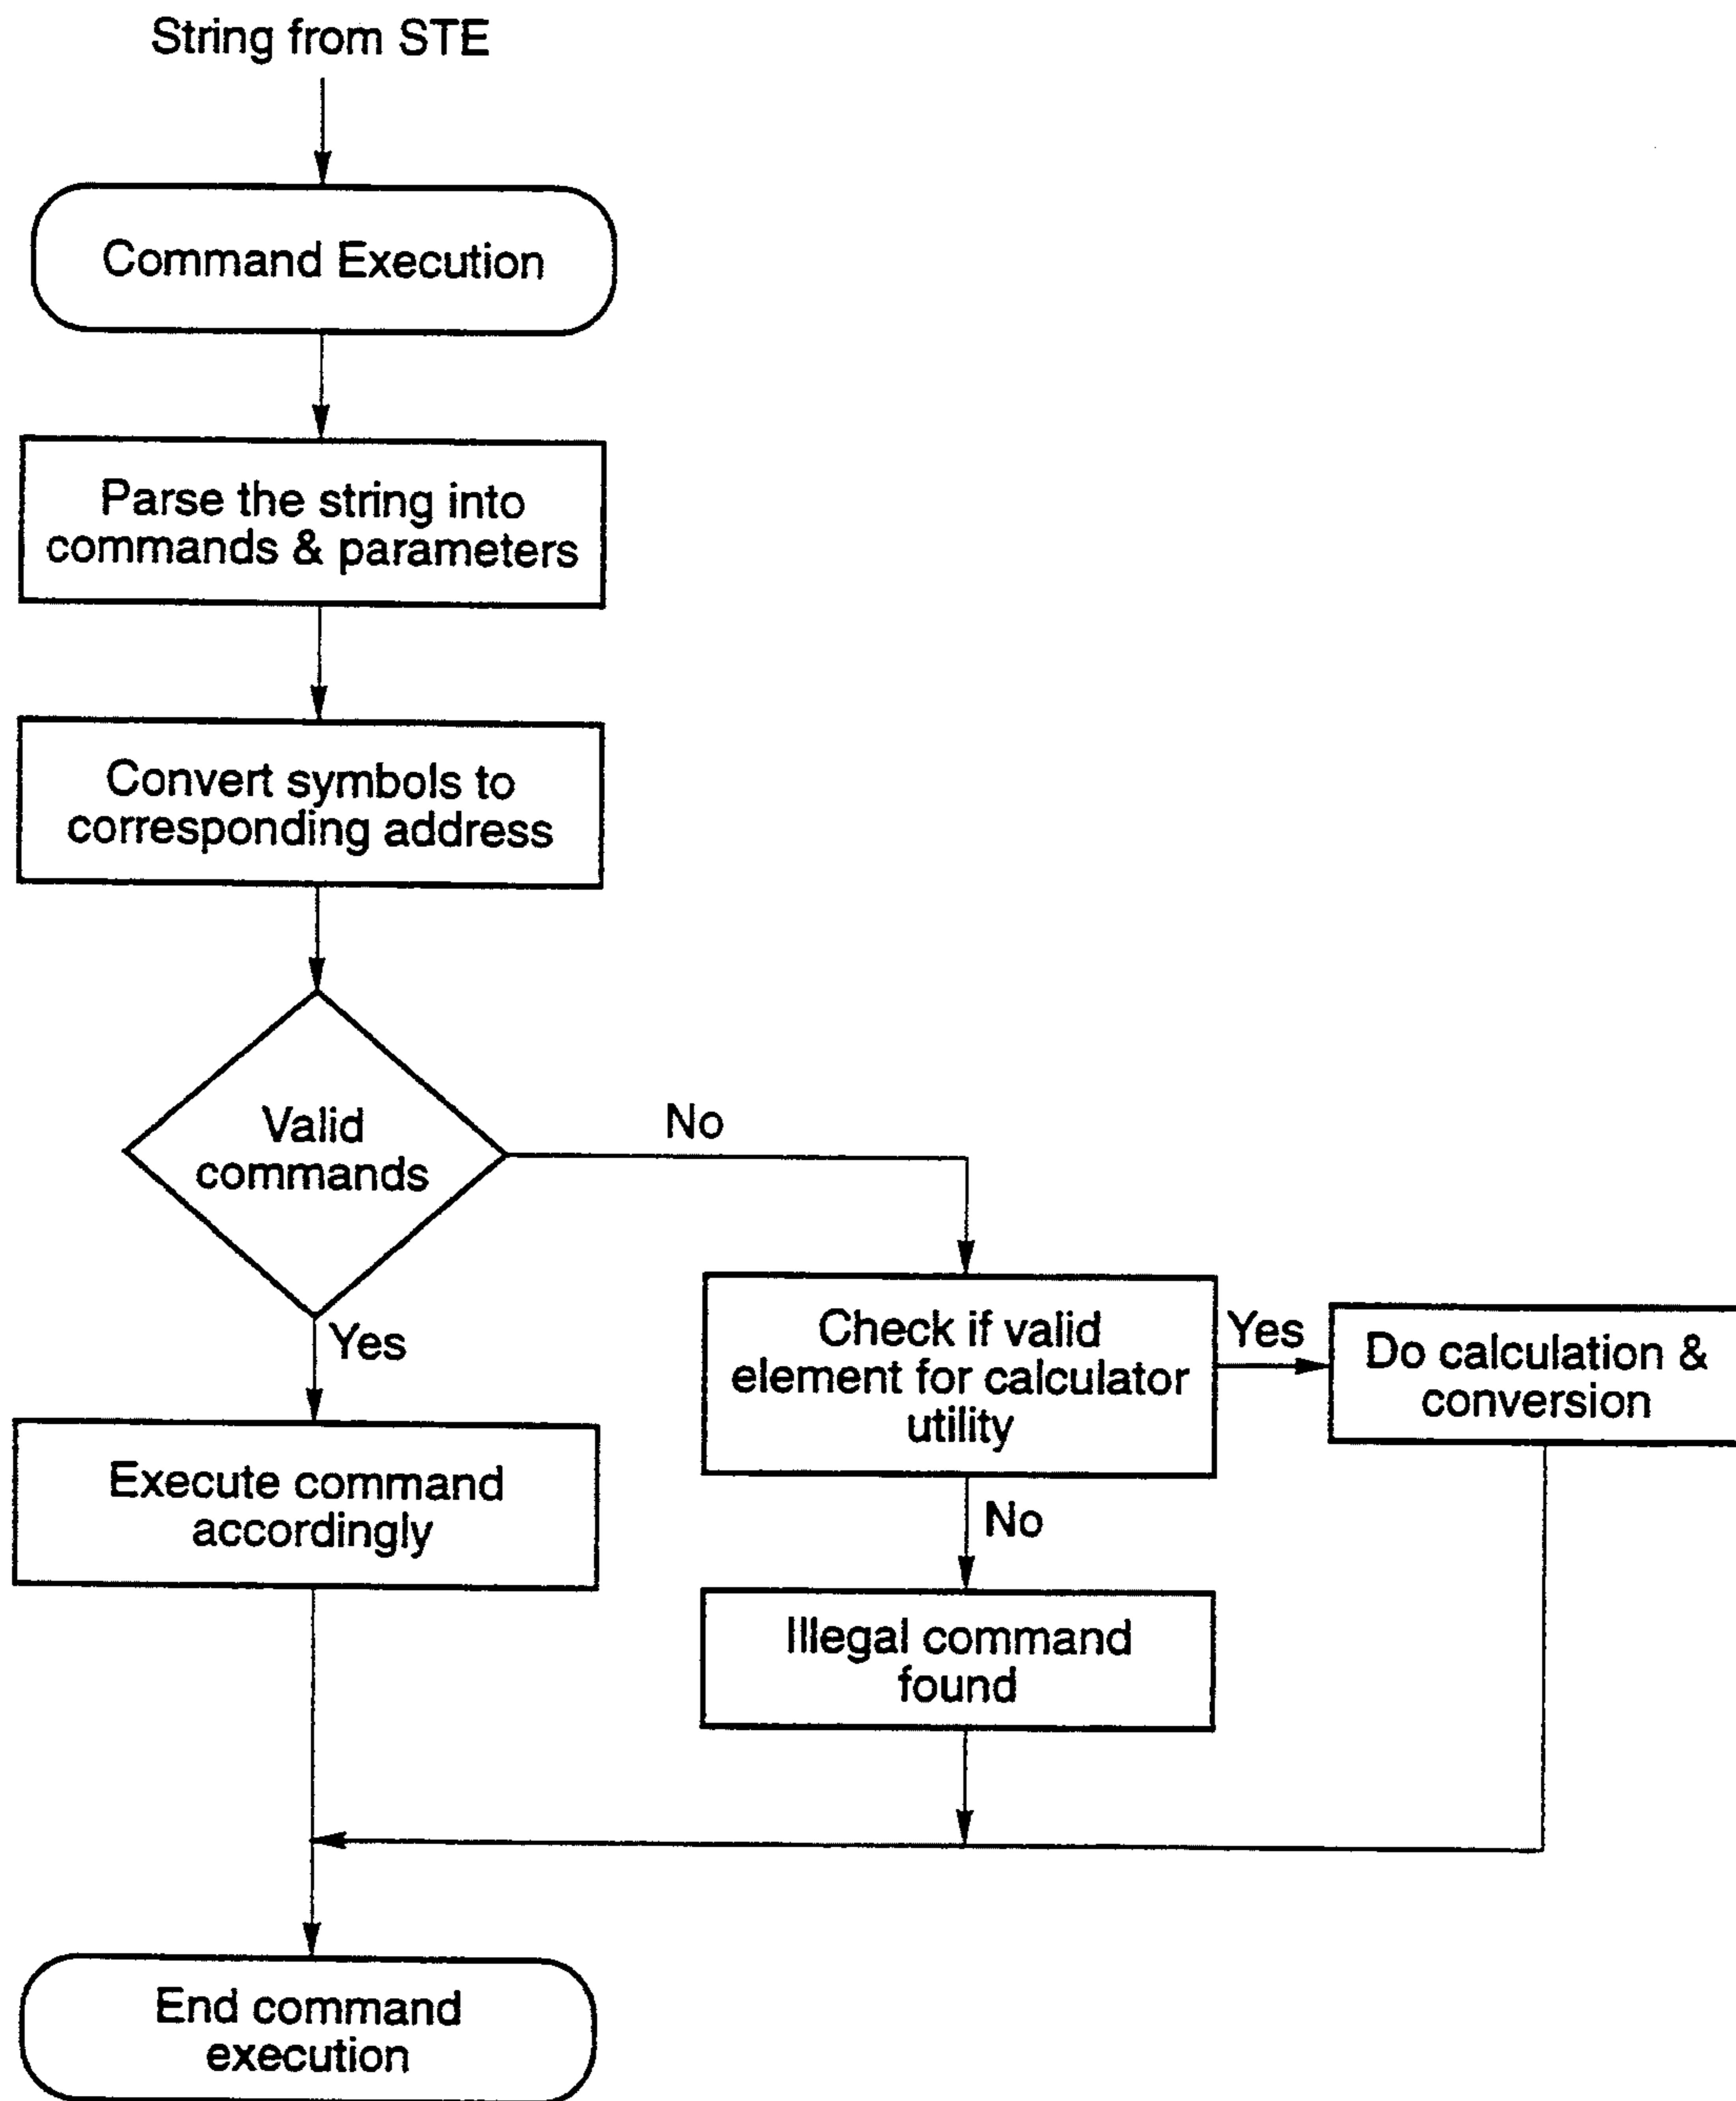 String from STE
Command Execution
Parse the string into
commands & parameters
Convert symbols to
corresponding address
Valid
commands
No
Yes
Check if valid
element for calculator
utility
Yes
Do calculation &
conversion
Execute command
accordingly
No
Illegal command
found
End command
execution